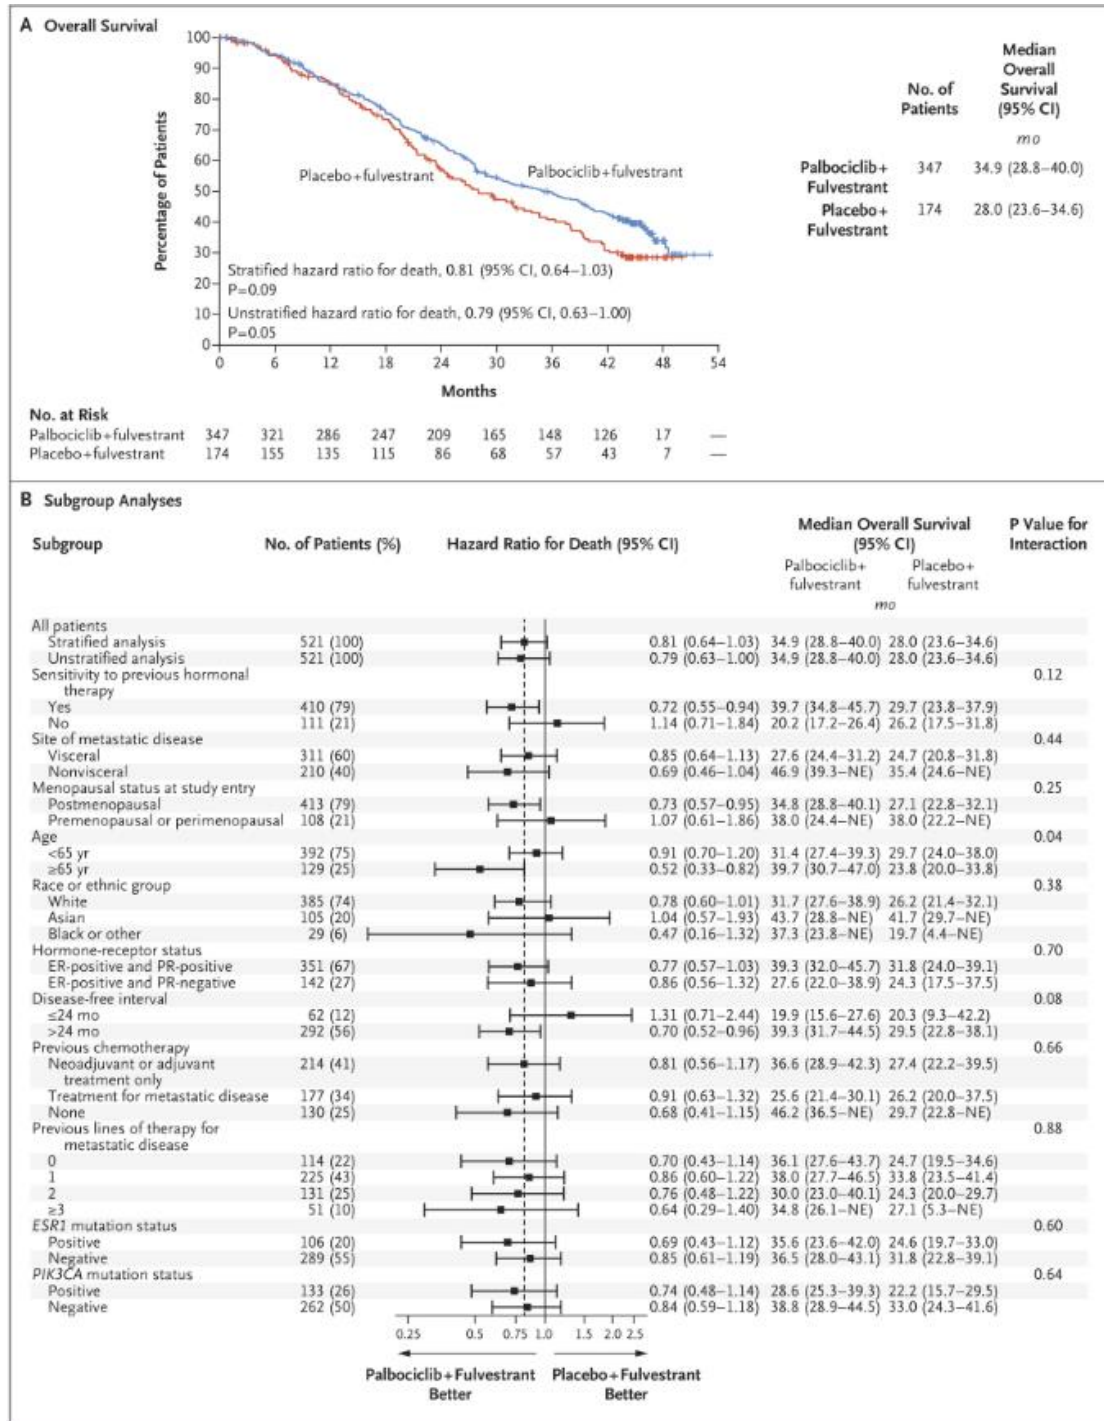 A Overall Survival
100
90
80
70
60
50
40
30
20
10
0
Percentage of Patients
Placebo+fulvestrant
Palbociclib+fulvestrant
Stratified hazard ratio for death, 0.81 (95% CI, 0.64–1.03)
P=0.09
Unstratified hazard ratio for death, 0.79 (95% CI, 0.63–1.00)
P=0.05
0 6 12 18 24 30 36 42 48 54
Months
No. of Patients
Median Overall Survival (95% CI)
mo
Palbociclib+ Fulvestrant 347 34.9 (28.8–40.0)
Placebo+ Fulvestrant 174 28.0 (23.6–34.6)
No. at Risk
Palbociclib+fulvestrant 347 321 286 247 209 165 148 126 17 —
Placebo+fulvestrant 174 155 135 115 86 68 57 43 7 —
B Subgroup Analyses
Subgroup No. of Patients (%) Hazard Ratio for Death (95% CI) Median Overall Survival (95% CI) P Value for Interaction
Palbociclib+ fulvestrant Placebo+ fulvestrant
mo
All patients
Stratified analysis 521 (100) 0.81 (0.64–1.03) 34.9 (28.8–40.0) 28.0 (23.6–34.6)
Unstratified analysis 521 (100) 0.79 (0.63–1.00) 34.9 (28.8–40.0) 28.0 (23.6–34.6)
Sensitivity to previous hormonal therapy 0.12
Yes 410 (79) 0.72 (0.55–0.94) 39.7 (34.8–45.7) 29.7 (23.8–37.9)
No 111 (21) 1.14 (0.71–1.84) 20.2 (17.2–26.4) 26.2 (17.5–31.8)
Site of metastatic disease 0.44
Visceral 311 (60) 0.85 (0.64–1.13) 27.6 (24.4–31.2) 24.7 (20.8–31.8)
Nonvisceral 210 (40) 0.69 (0.46–1.04) 46.9 (39.3–NE) 35.4 (24.6–NE)
Menopausal status at study entry 0.25
Postmenopausal 413 (79) 0.73 (0.57–0.95) 34.8 (28.8–40.1) 27.1 (22.8–32.1)
Premenopausal or perimenopausal 108 (21) 1.07 (0.61–1.86) 38.0 (24.4–NE) 38.0 (22.2–NE)
Age 0.04
<65 yr 392 (75) 0.91 (0.70–1.20) 31.4 (27.4–39.3) 29.7 (24.0–38.0)
≥65 yr 129 (25) 0.52 (0.33–0.82) 39.7 (30.7–47.0) 23.8 (20.0–33.8)
Race or ethnic group 0.38
White 385 (74) 0.78 (0.60–1.01) 31.7 (27.6–38.9) 26.2 (21.4–32.1)
Asian 105 (20) 1.04 (0.57–1.93) 43.7 (28.8–NE) 41.7 (29.7–NE)
Black or other 29 (6) 0.47 (0.16–1.32) 37.3 (23.8–NE) 19.7 (4.4–NE)
Hormone-receptor status 0.70
ER-positive and PR-positive 351 (67) 0.77 (0.57–1.03) 39.3 (32.0–45.7) 31.8 (24.0–39.1)
ER-positive and PR-negative 142 (27) 0.86 (0.56–1.32) 27.6 (22.0–38.9) 24.3 (17.5–37.5)
Disease-free interval 0.08
≤24 mo 62 (12) 1.31 (0.71–2.44) 19.9 (15.6–27.6) 20.3 (9.3–42.2)
>24 mo 292 (56) 0.70 (0.52–0.96) 39.3 (31.7–44.5) 29.5 (22.8–38.1)
Previous chemotherapy 0.66
Neoadjuvant or adjuvant treatment only 214 (41) 0.81 (0.56–1.17) 36.6 (28.9–42.3) 27.4 (22.2–39.5)
Treatment for metastatic disease 177 (34) 0.91 (0.63–1.32) 25.6 (21.4–30.1) 26.2 (20.0–37.5)
None 130 (25) 0.68 (0.41–1.15) 46.2 (36.5–NE) 29.7 (22.8–NE)
Previous lines of therapy for metastatic disease 0.88
0 114 (22) 0.70 (0.43–1.14) 36.1 (27.6–43.7) 24.7 (19.5–34.6)
1 225 (43) 0.86 (0.60–1.22) 38.0 (27.7–46.5) 33.8 (23.5–41.4)
2 131 (25) 0.76 (0.48–1.22) 30.0 (23.0–40.1) 24.3 (20.0–29.7)
≥3 51 (10) 0.64 (0.29–1.40) 34.8 (26.1–NE) 27.1 (5.3–NE)
ESR1 mutation status 0.60
Positive 106 (20) 0.69 (0.43–1.12) 35.6 (23.6–42.0) 24.6 (19.7–33.0)
Negative 289 (55) 0.85 (0.61–1.19) 36.5 (28.0–43.1) 31.8 (22.8–39.1)
PIK3CA mutation status 0.64
Positive 133 (26) 0.74 (0.48–1.14) 28.6 (25.3–39.3) 22.2 (15.7–29.5)
Negative 262 (50) 0.84 (0.59–1.18) 38.8 (28.9–44.5) 33.0 (24.3–41.6)
0.25 0.5 0.75 1.0 1.5 2.0 2.5
Palbociclib+Fulvestrant Better
Placebo+Fulvestrant Better